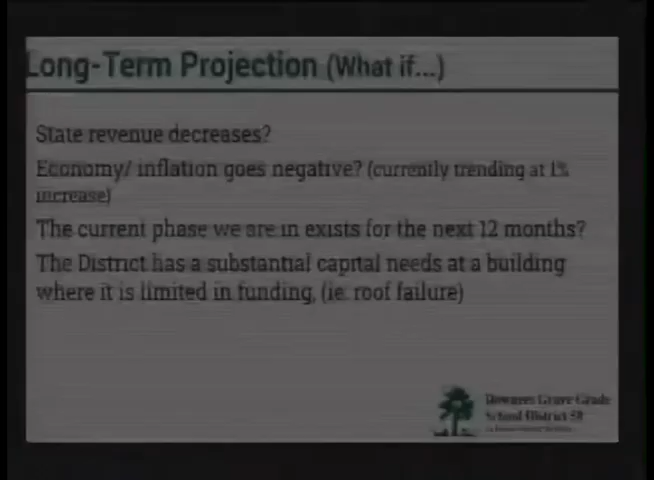 Long-Term Projection (What if...)
State revenue decreases?
Economy/ inflation goes negative? (currently trending at 1%
increase)
The current phase we are in exists for the next 12 months?
The District has a substantial capital needs at a building
where it is limited in funding, (ie: roof failure)
Downers Grove Grade
School District 58